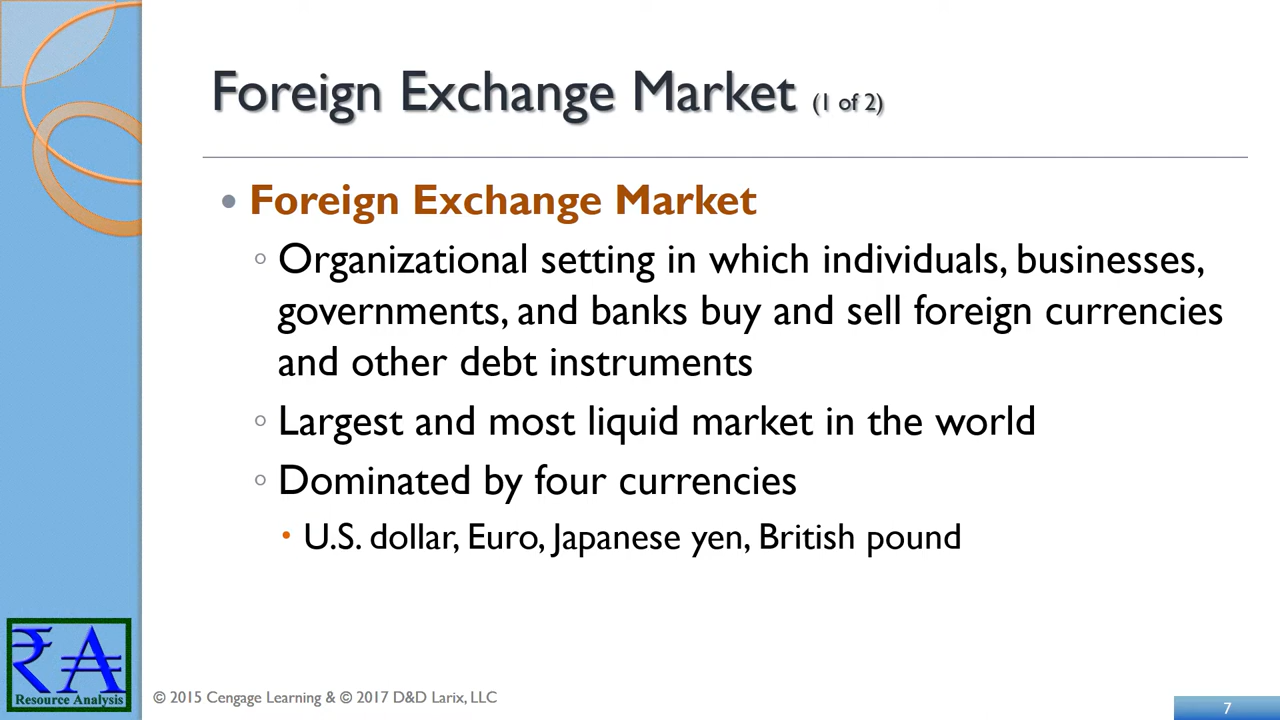 Foreign Exchange Market (1 of 2)
• Foreign Exchange Market
◦ Organizational setting in which individuals, businesses,
governments, and banks buy and sell foreign currencies
and other debt instruments
◦ Largest and most liquid market in the world
◦ Dominated by four currencies
▪ U.S. dollar, Euro, Japanese yen, British pound
₹A
Resource Analysis
© 2015 Cengage Learning & © 2017 D&D Larix, LLC
7